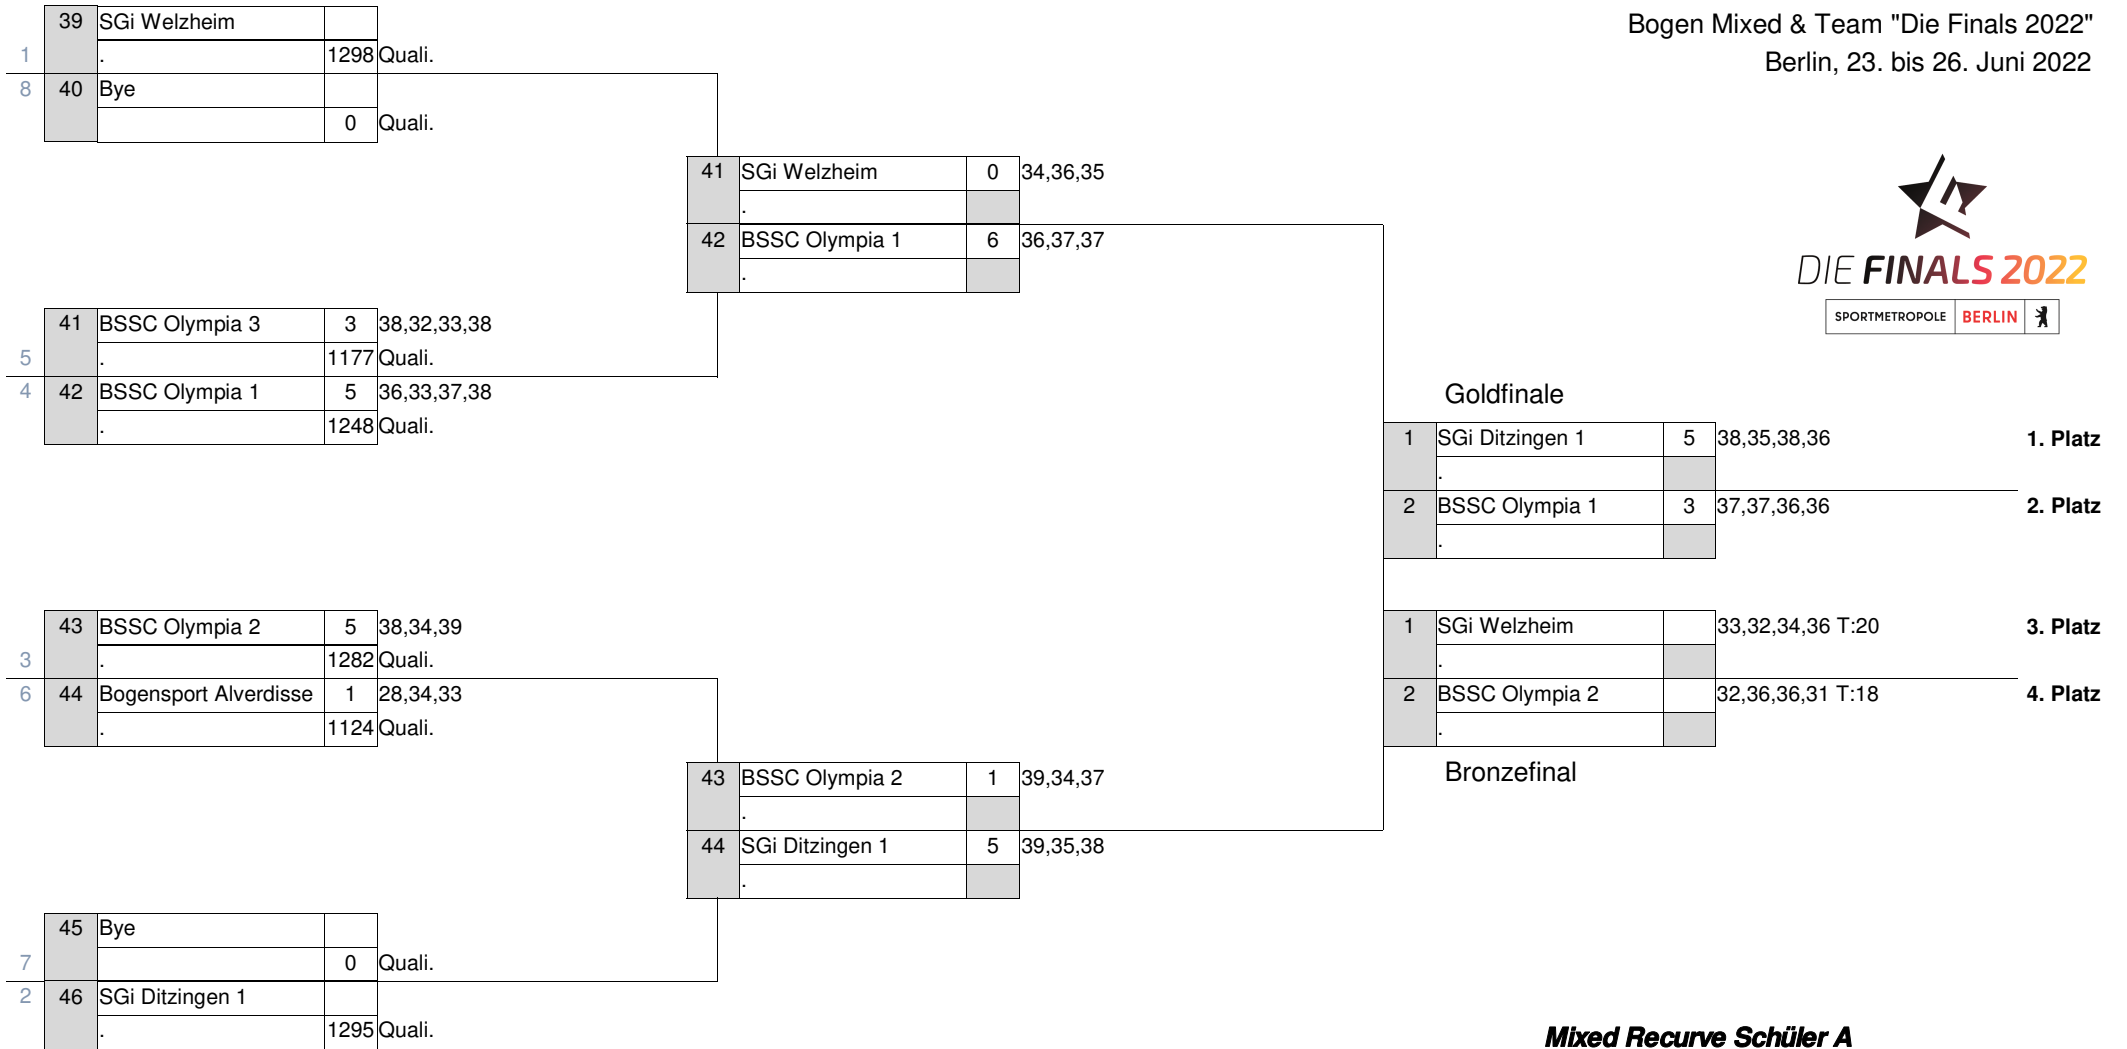 Bogen Mixed & Team "Die Finals 2022"
Berlin, 23. bis 26. Juni 2022
DIE FINALS 2022
SPORTMETROPOLE BERLIN
39 SGi Welzheim
1 . 1298 Quali.
8 40 Bye
0 Quali.
41 SGi Welzheim 0 34,36,35
.
42 BSSC Olympia 1 6 36,37,37
.
41 BSSC Olympia 3 3 38,32,33,38
5 . 1177 Quali.
4 42 BSSC Olympia 1 5 36,33,37,38
. 1248 Quali.
Goldfinale
1 SGi Ditzingen 1 5 38,35,38,36 1. Platz
.
2 BSSC Olympia 1 3 37,37,36,36 2. Platz
.
43 BSSC Olympia 2 5 38,34,39
3 . 1282 Quali.
6 44 Bogensport Alverdisse 1 28,34,33
. 1124 Quali.
1 SGi Welzheim 33,32,34,36 T:20 3. Platz
.
2 BSSC Olympia 2 32,36,36,31 T:18 4. Platz
.
Bronzefinal
43 BSSC Olympia 2 1 39,34,37
.
44 SGi Ditzingen 1 5 39,35,38
.
45 Bye
7 0 Quali.
2 46 SGi Ditzingen 1
. 1295 Quali.
Mixed Recurve Schüler A